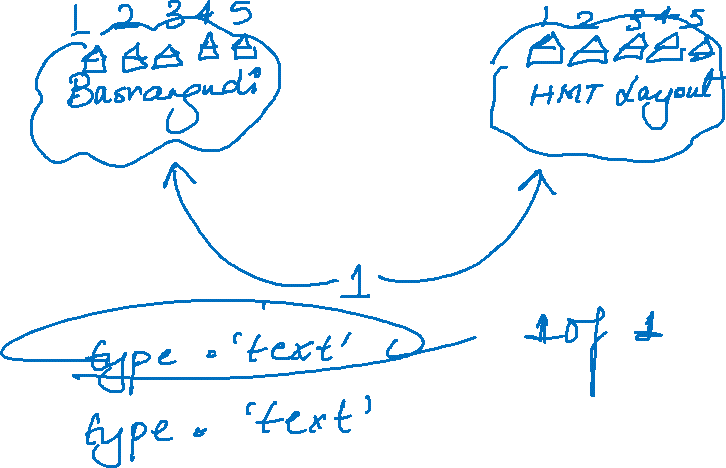 1 2 3 4 5
1 2 3 4 5
Basvangudi
HMT Layout
1
type = 'text'
1 of 1
type = 'text'